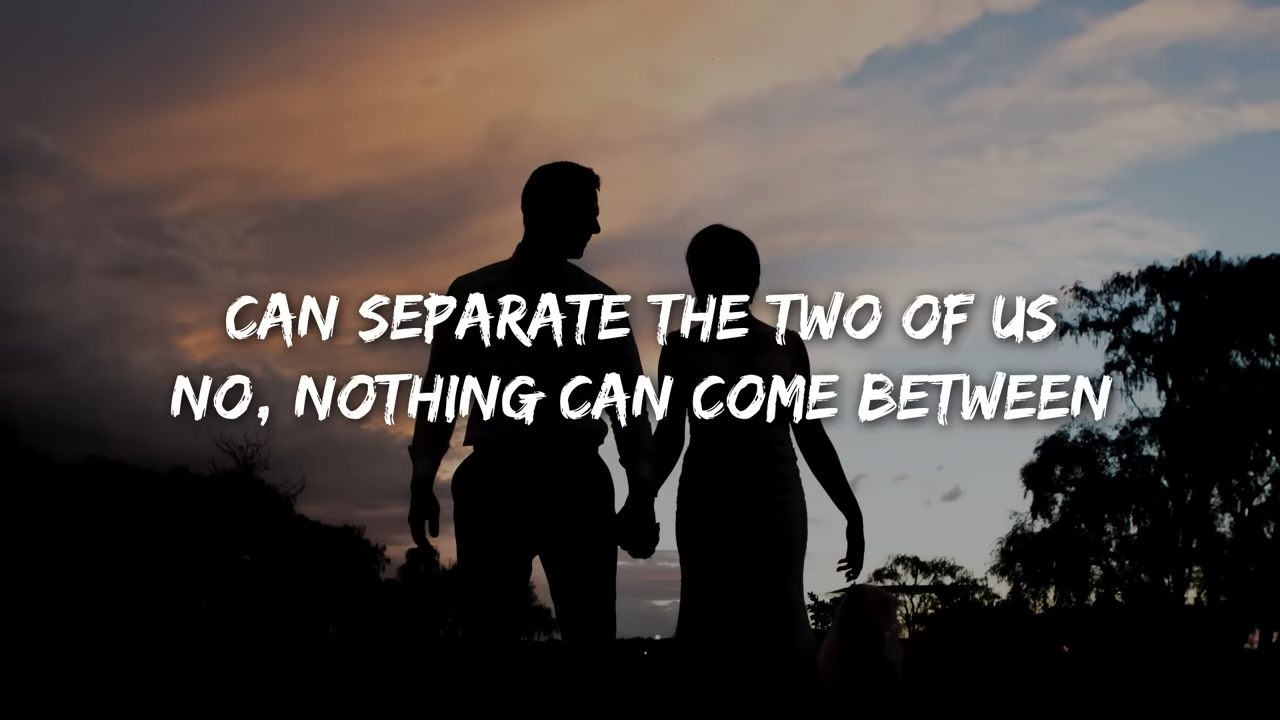 CAN SEPARATE THE TWO OF US
NO, NOTHING CAN COME BETWEEN